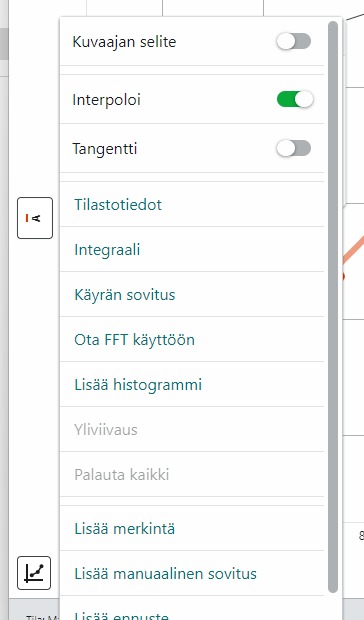 Kuvaajan selite
Interpoloi
Tangentti
Tilastotiedot
I A
Integraali
Käyrän sovitus
Ota FFT käyttöön
Lisää histogrammi
Yliviivaus
Palauta kaikki
Lisää merkintä
8
Lisää manuaalinen sovitus
Lisää ennuste